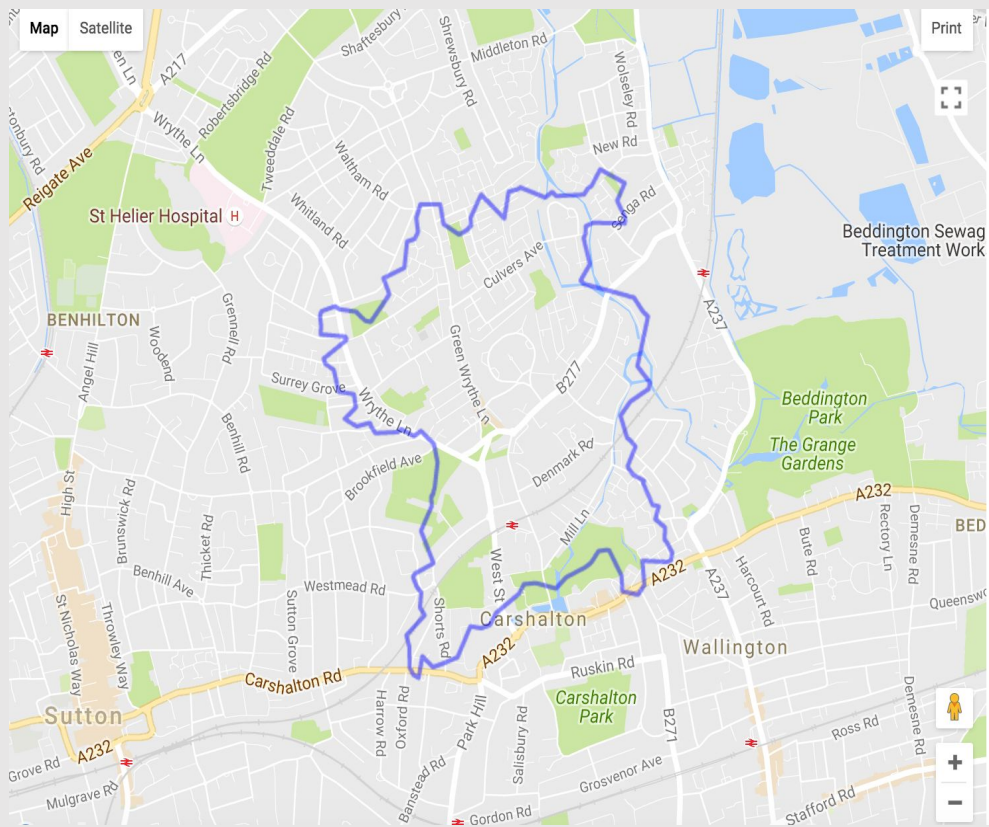 Map
Satellite
Print
A217
Robertsbridge Rd
Shaftesbury
Shrewsbury Rd
Middleton Rd
Wolseley Rd
Wrythe Ln
Tweeddale Rd
Waltham Rd
New Rd
Reigate Ave
St Helier Hospital
H
Whitland Rd
Senga Rd
Beddington Sewag
Treatment Work
Culvers Ave
A237
BENHILTON
Grennell Rd
Woodend
Angel Hill
Green Wrythe Ln
B277
Surrey Grove
Wrythe Ln
Beddington
Park
The Grange
Gardens
Benhill Rd
Brookfield Ave
Denmark Rd
High St
Brunswick Rd
Thicket Rd
A232
Rectory Ln
Demesne Rd
BED
Mill Ln
Bute Rd
Benhill Ave
Westmead Rd
West St
A232
A237
Harcourt Rd
Queensw
St Nicholas Way
Throwley Way
Sutton Grove
Shorts Rd
Carshalton
Wallington
A232
Carshalton Rd
Ruskin Rd
Sutton
Harrow Rd
Oxford Rd
Park Hill
Salisbury Rd
Carshalton
Park
B271
Demesne Rd
Ross Rd
A232
Grove Rd
Mulgrave Rd
Banstead Rd
Grosvenor Ave
Gordon Rd
Stafford Rd
+
−